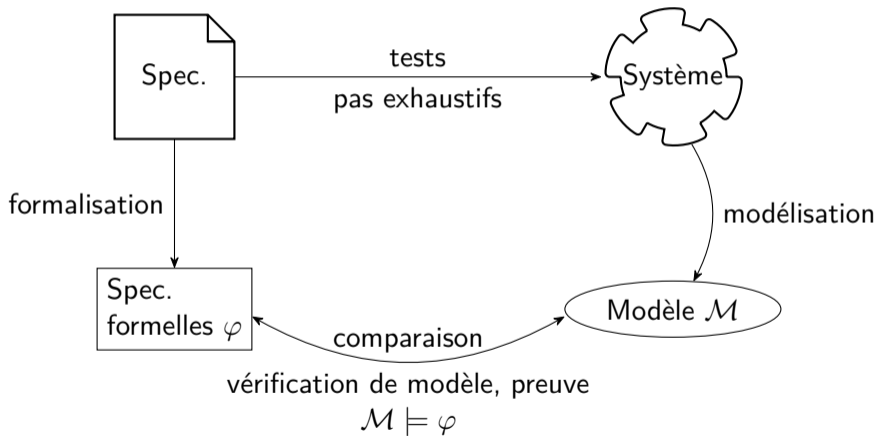 tests
Spec.
Système
pas exhaustifs
formalisation
modélisation
Spec.
formelles φ
Modèle ℳ
comparaison
vérification de modèle, preuve
ℳ ⊨ φ